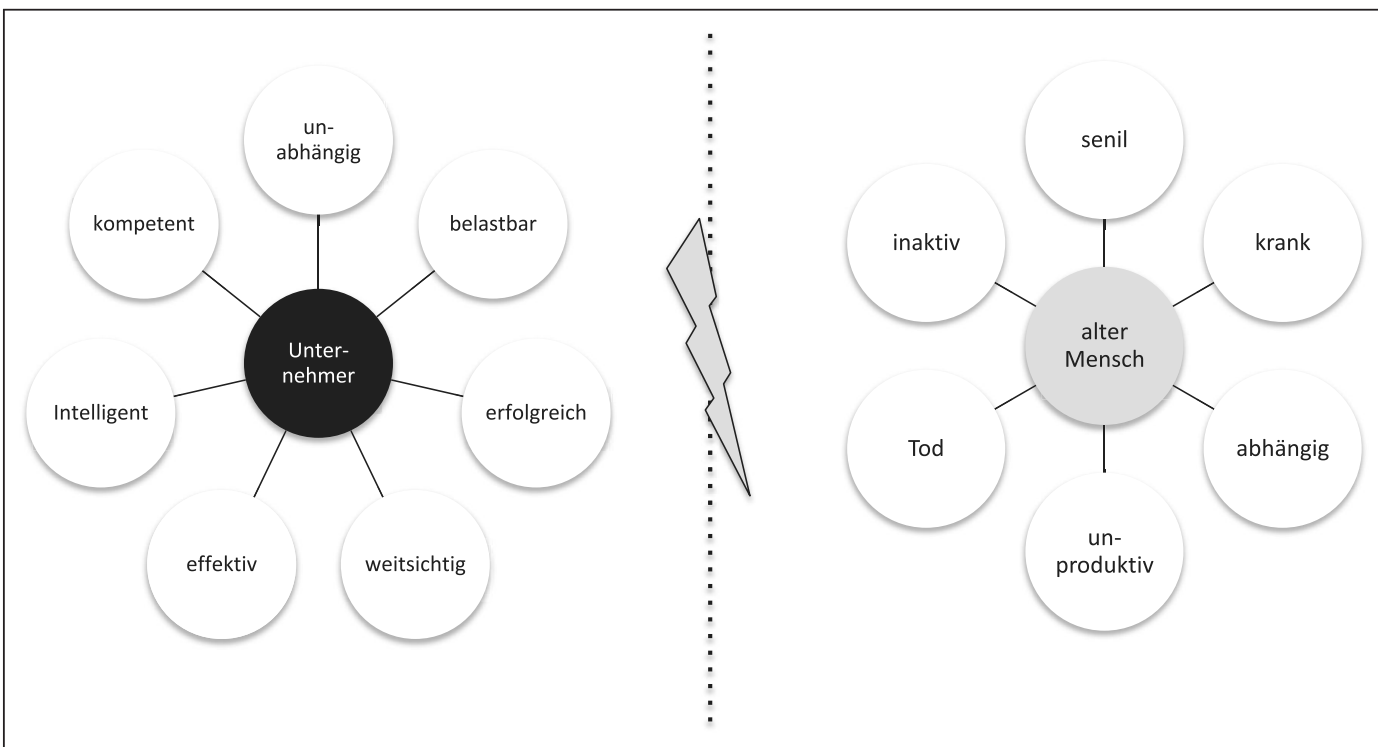 un-
abhängig
belastbar
erfolgreich
weitsichtig
effektiv
Intelligent
kompetent
Unter-
nehmer
senil
krank
abhängig
un-
produktiv
Tod
inaktiv
alter
Mensch